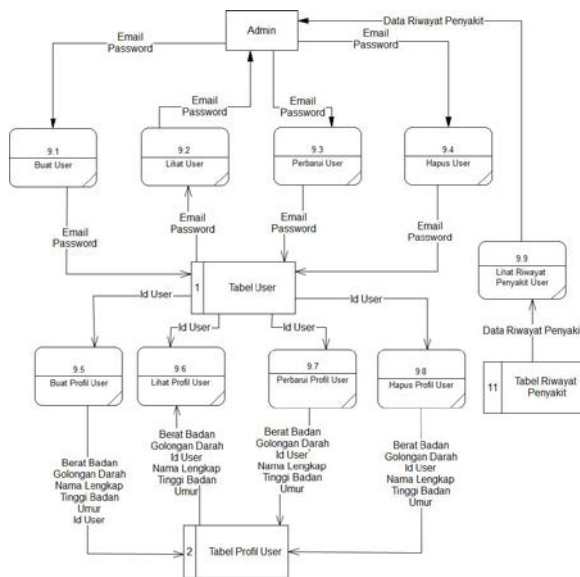 Admin
Data Riwayat Penyakit
Email
Password
Email
Password
Email
Password
Email
Password
9.1
Buat User
9.2
Lihat User
9.3
Perbarui User
9.4
Hapus User
Email
Password
Email
Password
Email
Password
Email
Password
9.9
Lihat Riwayat
Penyakit User
1
Tabel User
Id User
Id User
Id User
Id User
Data Riwayat Penyakit
9.5
Buat Profil User
9.6
Lihat Profil User
9.7
Perbarui Profil User
9.8
Hapus Profil User
11
Tabel Riwayat
Penyakit
Berat Badan
Golongan Darah
Nama Lengkap
Tinggi Badan
Umur
Id User
Berat Badan
Golongan Darah
Id User
Nama Lengkap
Tinggi Badan
Umur
Berat Badan
Golongan Darah
Id User
Nama Lengkap
Tinggi Badan
Umur
Berat Badan
Golongan Darah
Id User
Nama Lengkap
Tinggi Badan
Umur
2
Tabel Profil User